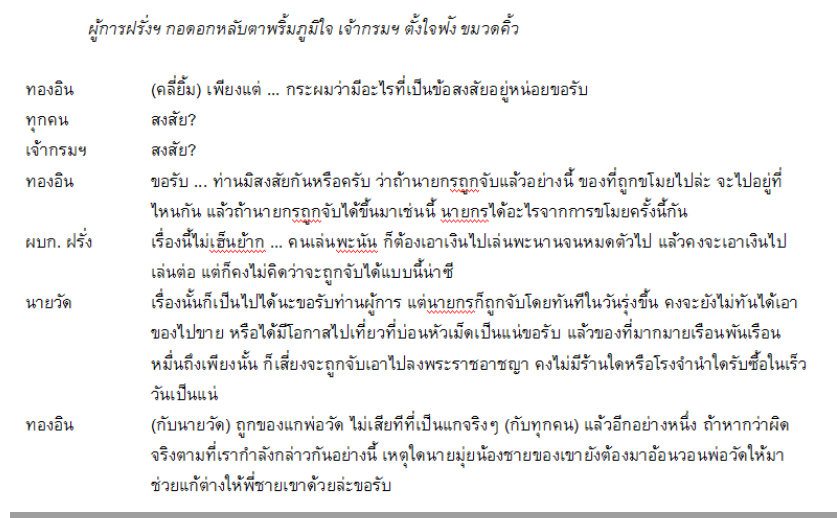 ผู้การฝรั่งฯ กอดอกหลับตาพริ้มภูมิใจ เจ้ากรมฯ ตั้งใจฟัง ขมวดคิ้ว
ทองอิน (คลี่ยิ้ม) เพียงแต่ ... กระผมว่ามีอะไรที่เป็นข้อสงสัยอยู่หน่อยขอรับ
ทุกคน สงสัย?
เจ้ากรมฯ สงสัย?
ทองอิน ขอรับ ... ท่านมิสงสัยกันหรือครับ ว่าถ้านายกรถูกจับแล้วอย่างนี้ ของที่ถูกขโมยไปล่ะ จะไปอยู่ที่
ไหนกัน แล้วถ้านายกรถูกจับได้ขึ้นมาเช่นนี้ นายกรได้อะไรจากการขโมยครั้งนี้กัน
ผบก. ฝรั่ง เรื่องนี้ไม่เฮ็นย้าก ... คนเล่นพะนัน ก็ต้องเอาเงินไปเล่นพะนานจนหมดตัวไป แล้วคงจะเอาเงินไป
เล่นต่อ แต่ก็คงไม่คิดว่าจะถูกจับได้แบบนี้น่าซี
นายวัด เรื่องนั้นก็เป็นไปได้นะขอรับท่านผู้การ แต่นายกรก็ถูกจับโดยทันทีในวันรุ่งขึ้น คงจะยังไม่ทันได้เอา
ของไปขาย หรือได้มีโอกาสไปเที่ยวที่บ่อนหัวเม็ดเป็นแน่ขอรับ แล้วของที่มากมายเรือนพันเรือน
หมื่นถึงเพียงนั้น ก็เสี่ยงจะถูกจับเอาไปลงพระราชอาชญา คงไม่มีร้านใดหรือโรงจำนำใดรับซื้อในเร็ว
วันเป็นแน่
ทองอิน (กับนายวัด) ถูกของแกพ่อวัด ไม่เสียทีที่เป็นแกจริงๆ (กับทุกคน) แล้วอีกอย่างหนึ่ง ถ้าหากว่าผิด
จริงตามที่เรากำลังกล่าวกันอย่างนี้ เหตุใดนายมุ่ยน้องชายของเขายังต้องมาอ้อนวอนพ่อวัดให้มา
ช่วยแก้ต่างให้พี่ชายเขาด้วยล่ะขอรับ